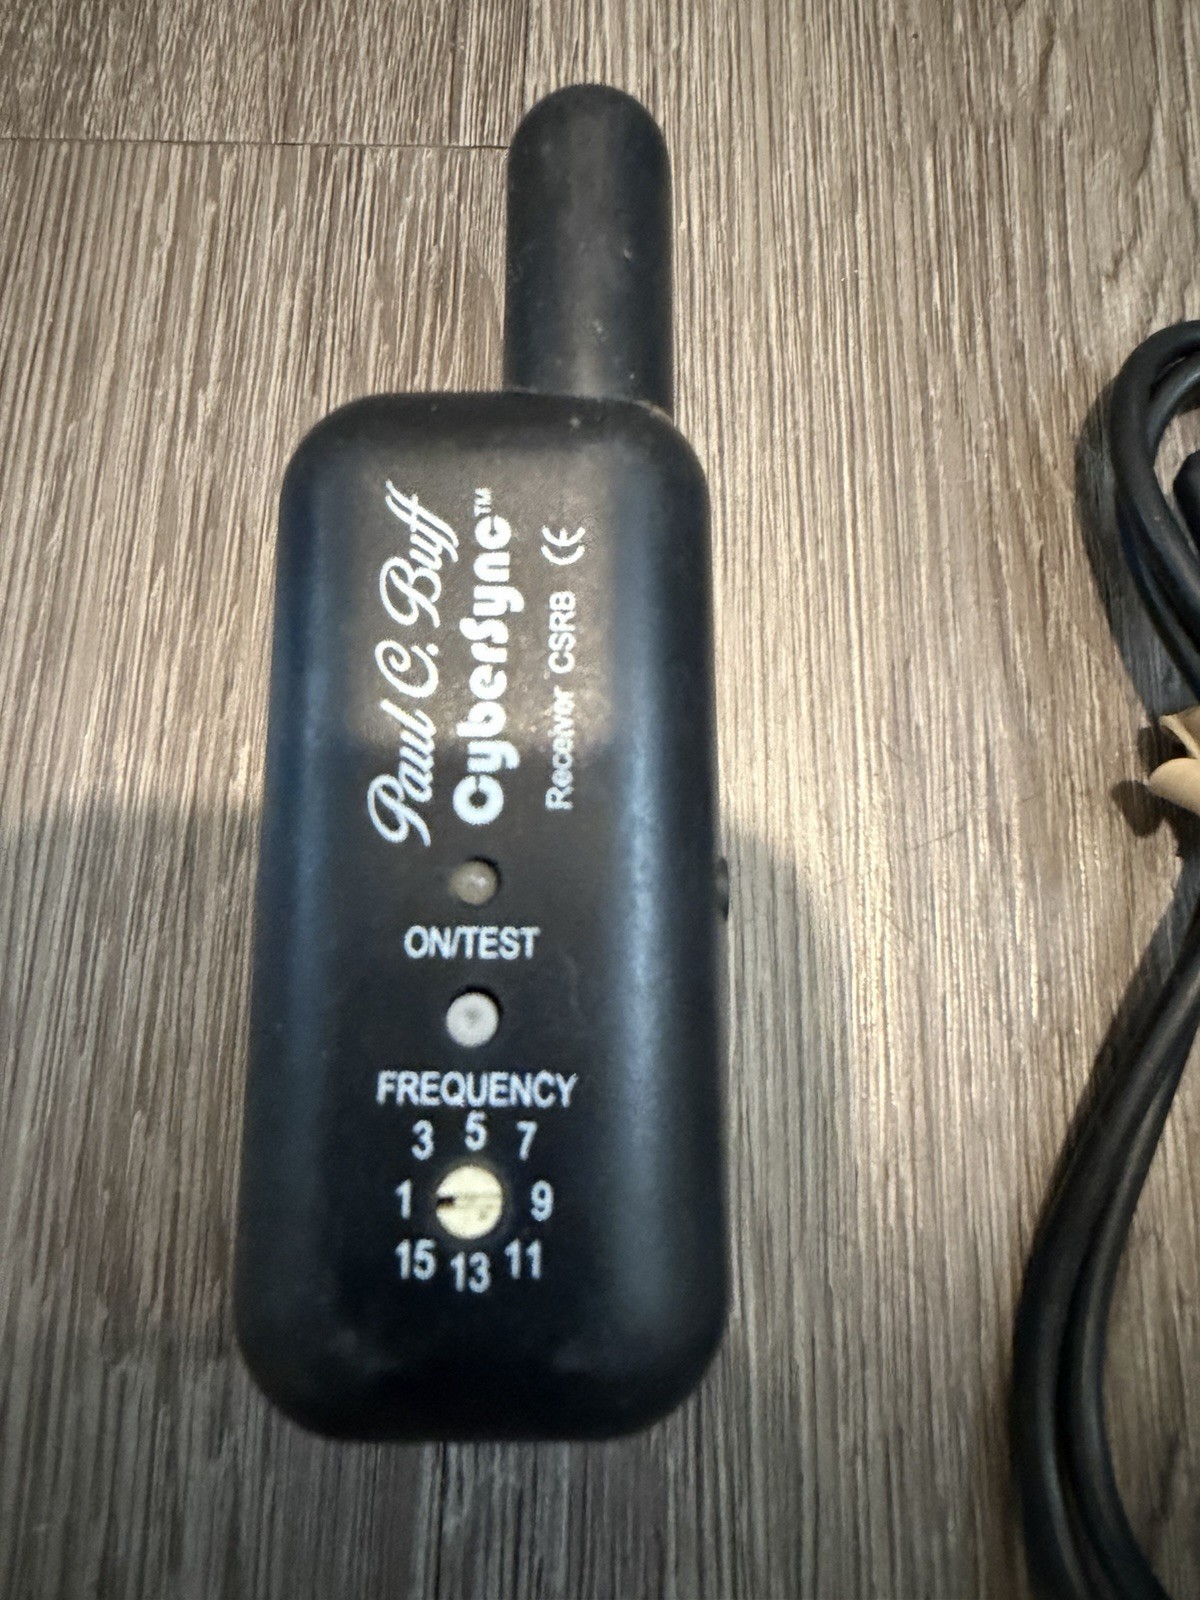 Paul C. Buff
CyberSync™
Receiver CSRB CE
ON/TEST
FREQUENCY
3 5 7
1 9
15 13 11